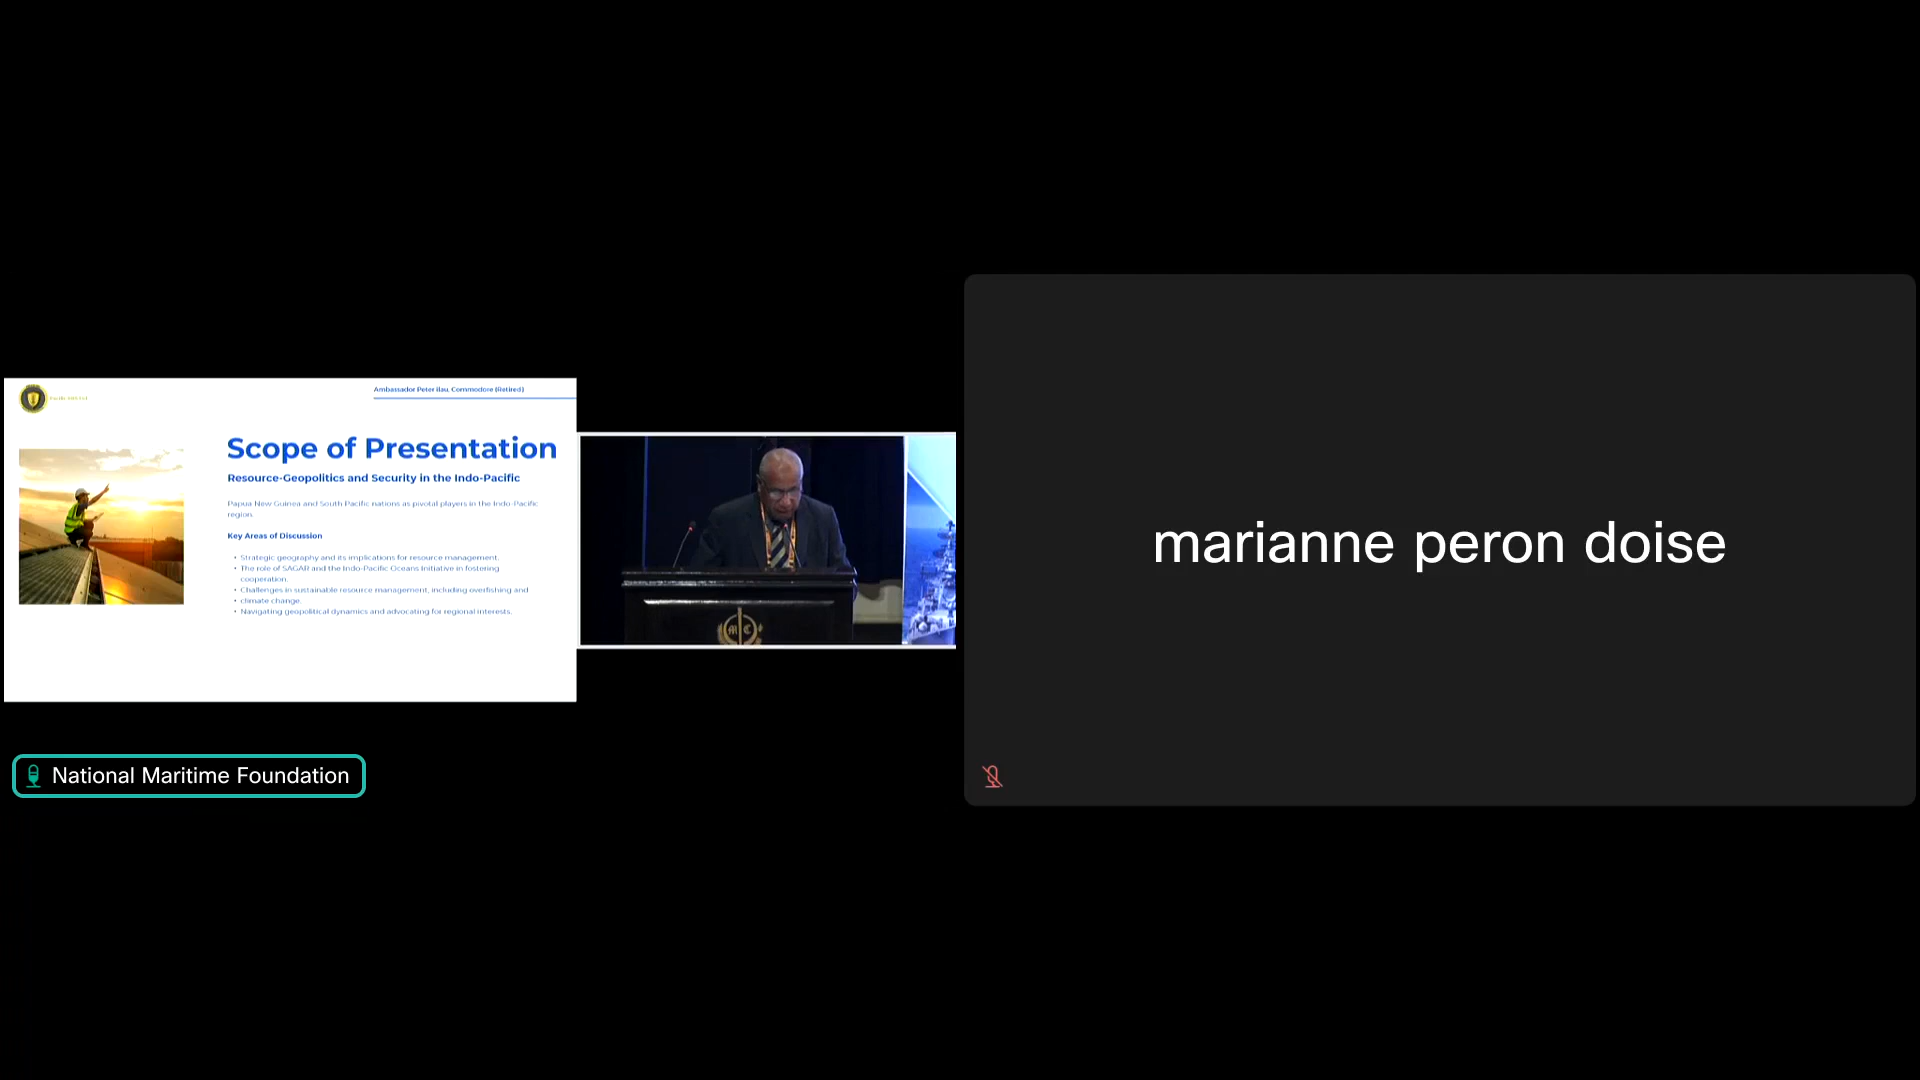 Ambassador Peter Ilau, Commodore (Retired)
Scope of Presentation
Resource-Geopolitics and Security in the Indo-Pacific
Papua New Guinea and South Pacific nations as pivotal players in the Indo-Pacific
region.
Key Areas of Discussion
• Strategic geography and its implications for resource management.
• The role of SAGAR and the Indo-Pacific Oceans Initiative in fostering
cooperation.
• Challenges in sustainable resource management, including overfishing and
• climate change.
• Navigating geopolitical dynamics and advocating for regional interests.
M C
marianne peron doise
National Maritime Foundation